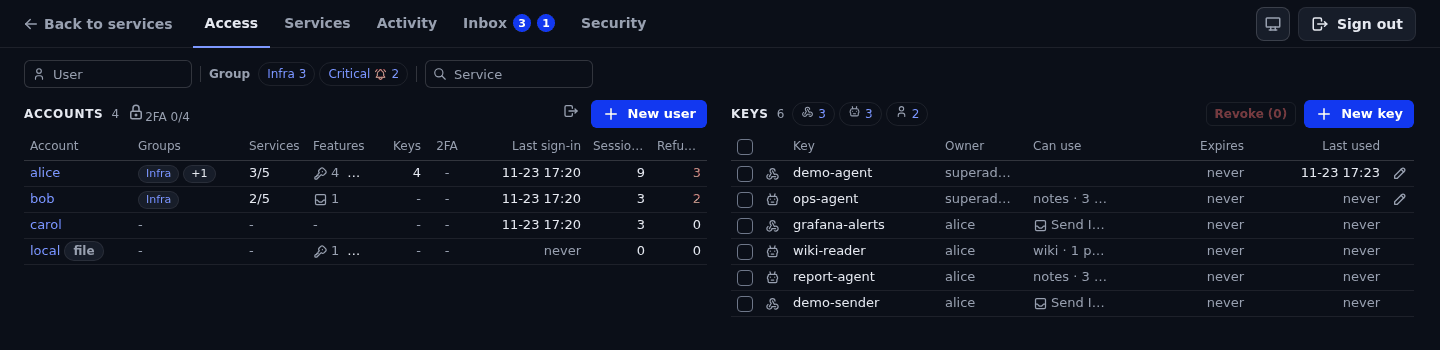 Back to services Access Services Activity Inbox 3 1 Security Sign out
User Group Infra 3 Critical 2 Service
ACCOUNTS 4 2FA 0/4 New user
Account Groups Services Features Keys 2FA Last sign-in Sessio… Refu…
alice Infra +1 3/5 4 … 4 - 11-23 17:20 9 3
bob Infra 2/5 1 - - 11-23 17:20 3 2
carol - - - - - 11-23 17:20 3 0
local file - - 1 … - - never 0 0
KEYS 6 3 3 2 Revoke (0) New key
Key Owner Can use Expires Last used
demo-agent superad… never 11-23 17:23
ops-agent superad… notes · 3 … never never
grafana-alerts alice Send I… never never
wiki-reader alice wiki · 1 p… never never
report-agent alice notes · 3 … never never
demo-sender alice Send I… never never